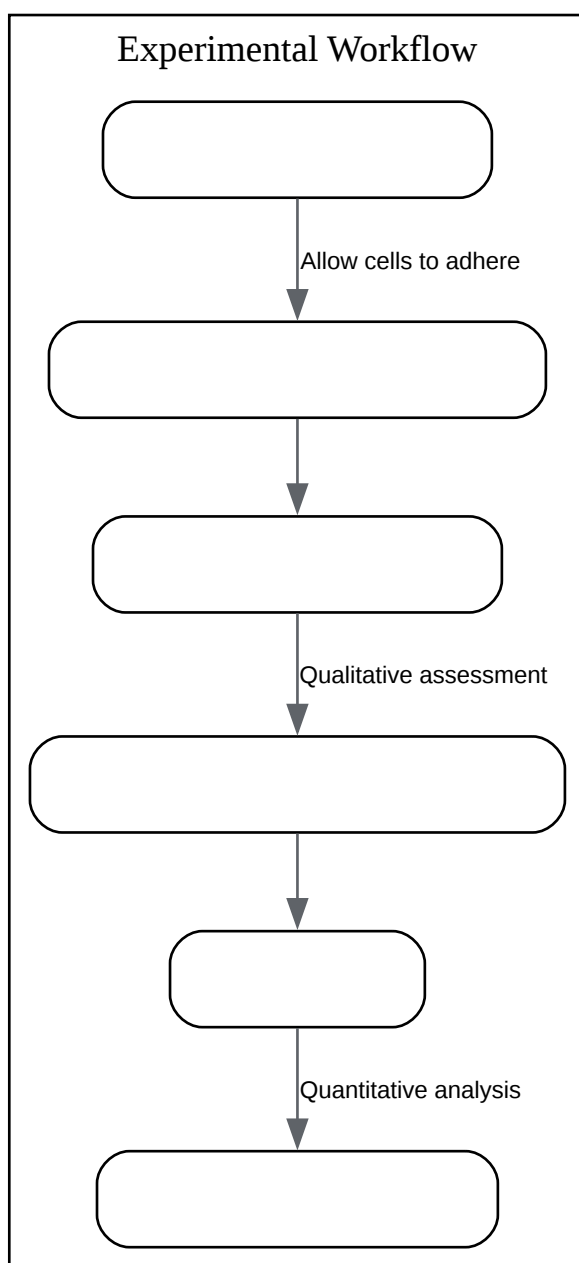 Experimental Workflow
Allow cells to adhere
Qualitative assessment
Quantitative analysis